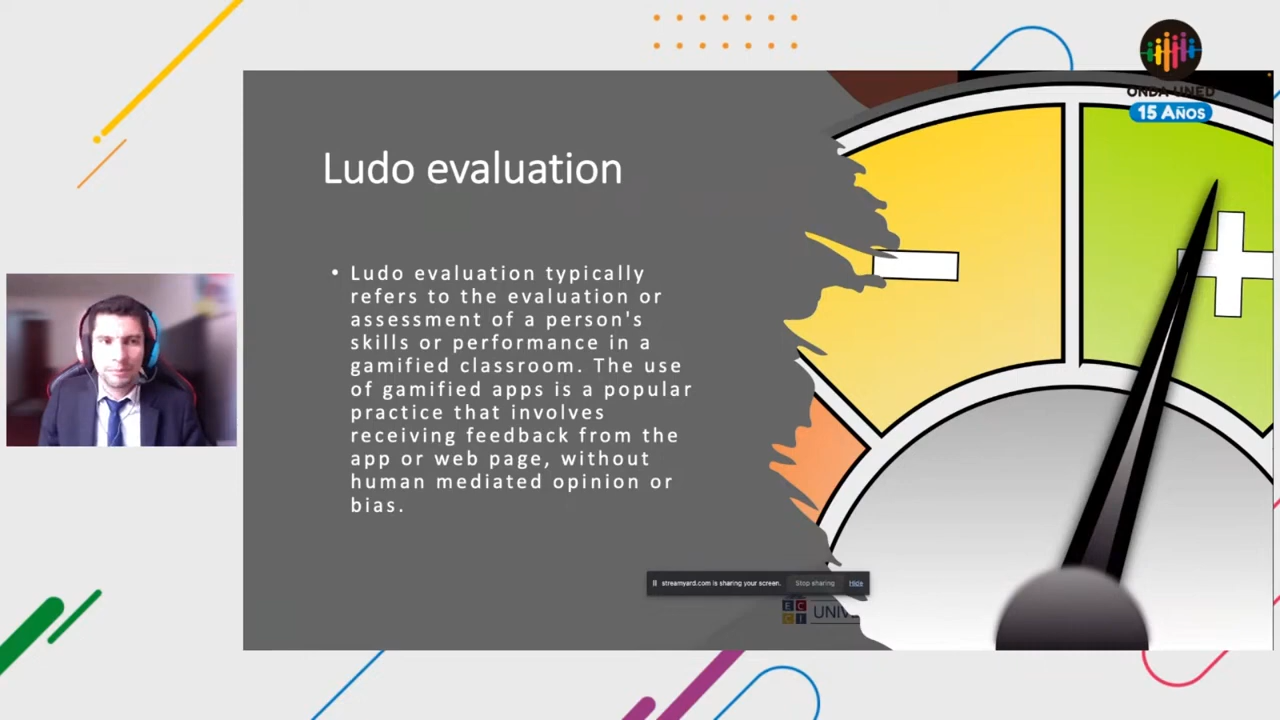 ONDA UNED
15 AÑOS
Ludo evaluation
• Ludo evaluation typically
refers to the evaluation or
assessment of a person's
skills or performance in a
gamified classroom. The use
of gamified apps is a popular
practice that involves
receiving feedback from the
app or web page, without
human mediated opinion or
bias.
streamyard.com is sharing your screen. Stop sharing Hide
E C
C I